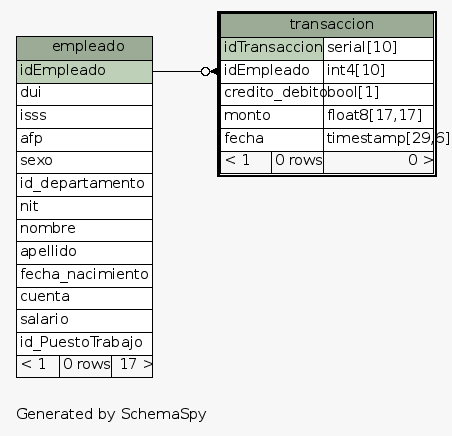 empleado
idEmpleado
dui
isss
afp
sexo
id_departamento
nit
nombre
apellido
fecha_nacimiento
cuenta
salario
id_PuestoTrabajo
< 1 0 rows 17 >
transaccion
idTransaccion serial[10]
idEmpleado int4[10]
credito_debito bool[1]
monto float8[17,17]
fecha timestamp[29,6]
< 1 0 rows 0 >
Generated by SchemaSpy